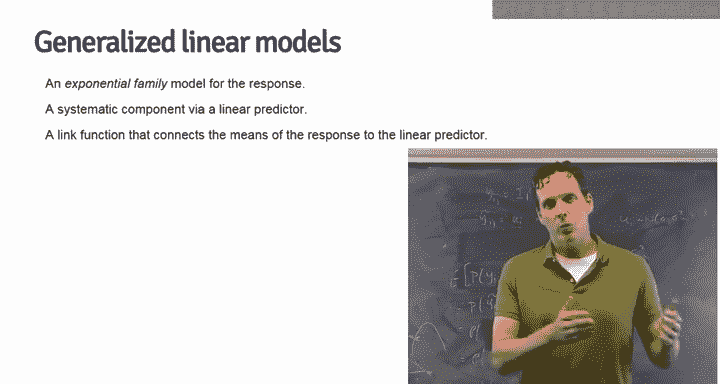 Generalized linear models
An exponential family model for the response.
A systematic component via a linear predictor.
A link function that connects the means of the response to the linear predictor.